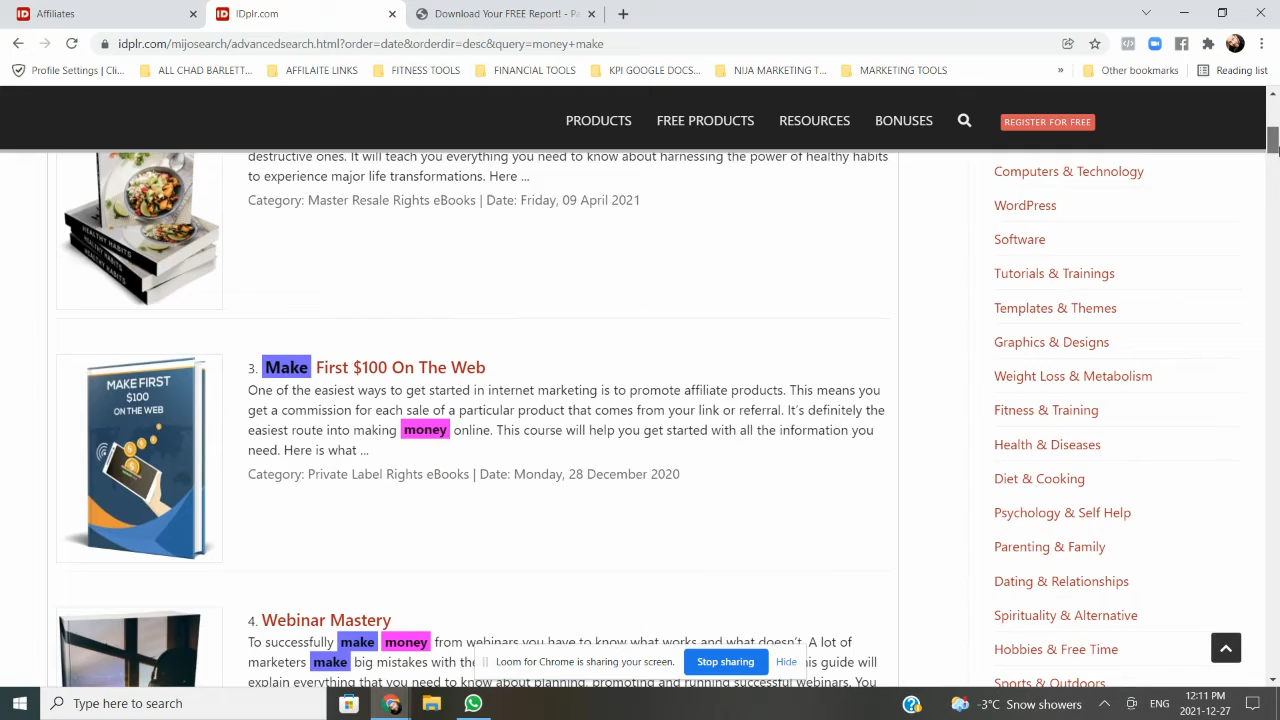 Affiliates
IDplr.com
Download Your FREE Report! - Pa
idplr.com/mijosearch/advancedsearch.html?order=date&orderdir=desc&query=money+make
Profile Settings | Cli...
ALL CHAD BARLETT...
AFFILIATE LINKS
FITNESS TOOLS
FINANCIAL TOOLS
KPI GOOGLE DOC...
NIJA MARKETING T...
MARKETING TOOLS
»
Other bookmarks
Reading list
PRODUCTS
FREE PRODUCTS
RESOURCES
BONUSES
REGISTER FOR FREE
destructive ones. It will teach you everything you need to know about harnessing the power of healthy habits
to experience major life transformations. Here ...
Category: Master Resale Rights eBooks | Date: Friday, 09 April 2021
HEALTHY HABITS
HEALTHY HABITS
HEALTHY HABITS
MAKE FIRST
$100
ON THE WEB
3. Make First $100 On The Web
One of the easiest ways to get started in internet marketing is to promote affiliate products. This means you
get a commission for each sale of a particular product that comes from your link or referral. It's definitely the
easiest route into making money online. This course will help you get started with all the information you
need. Here is what ...
Category: Private Label Rights eBooks | Date: Monday, 28 December 2020
4. Webinar Mastery
To successfully make money from webinars you have to know what works and what doesn't. A lot of
marketers make big mistakes with the
his guide will
explain everything that you need to know about planning, promoting and running successful webinars. You
Computers & Technology
WordPress
Software
Tutorials & Trainings
Templates & Themes
Graphics & Designs
Weight Loss & Metabolism
Fitness & Training
Health & Diseases
Diet & Cooking
Psychology & Self Help
Parenting & Family
Dating & Relationships
Spirituality & Alternative
Hobbies & Free Time
Sports & Outdoors
Loom for Chrome is sharing your screen.
Stop sharing
Hide
Type here to search
-3°C Snow showers
ENG
12:11 PM
2021-12-27